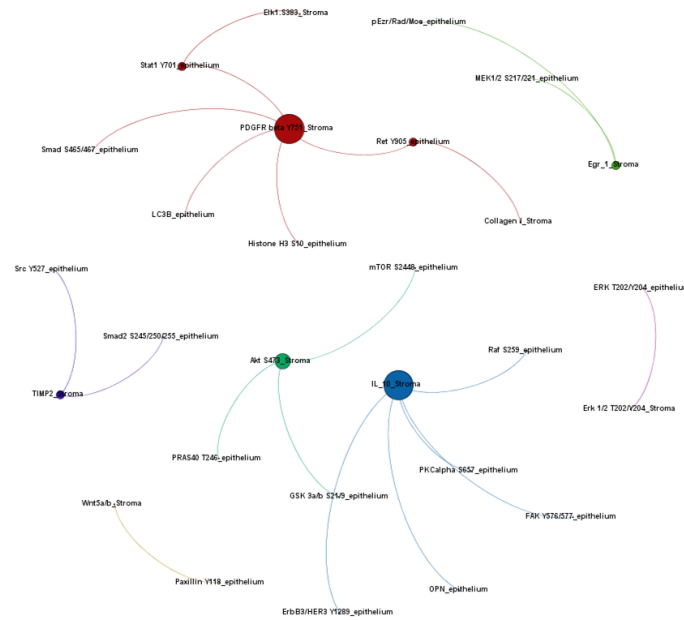 Elk1 S383_Stroma
pEzr/Rad/Moe_epithelium
Stat1 Y701_epithelium
MEK1/2 S217/221_epithelium
PDGFR beta Y751_Stroma
Ret Y905_epithelium
Smad S465/467_epithelium
Egr_1_Stroma
LC3B_epithelium
Collagen I_Stroma
Histone H3 S10_epithelium
Src Y527_epithelium
mTOR S2448_epithelium
ERK T202/Y204_epitheliu
Smad2 S245/250/255_epithelium
Raf S259_epithelium
Akt S473_Stroma
IL_10_Stroma
TIMP2_Stroma
Erk 1/2 T202/Y204_Stroma
PRAS40 T246_epithelium
PKCalpha S657_epithelium
GSK 3a/b S21/9_epithelium
Wnt5a/b_Stroma
FAK Y576/577_epithelium
Paxillin Y118_epithelium
OPN_epithelium
ErbB3/HER3 Y1289_epithelium